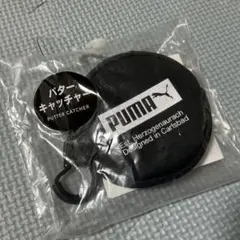 パター
キャッチャー
PUTTER CATCHER
PUMA
Herzogenaurach
Designed in Carlsbad